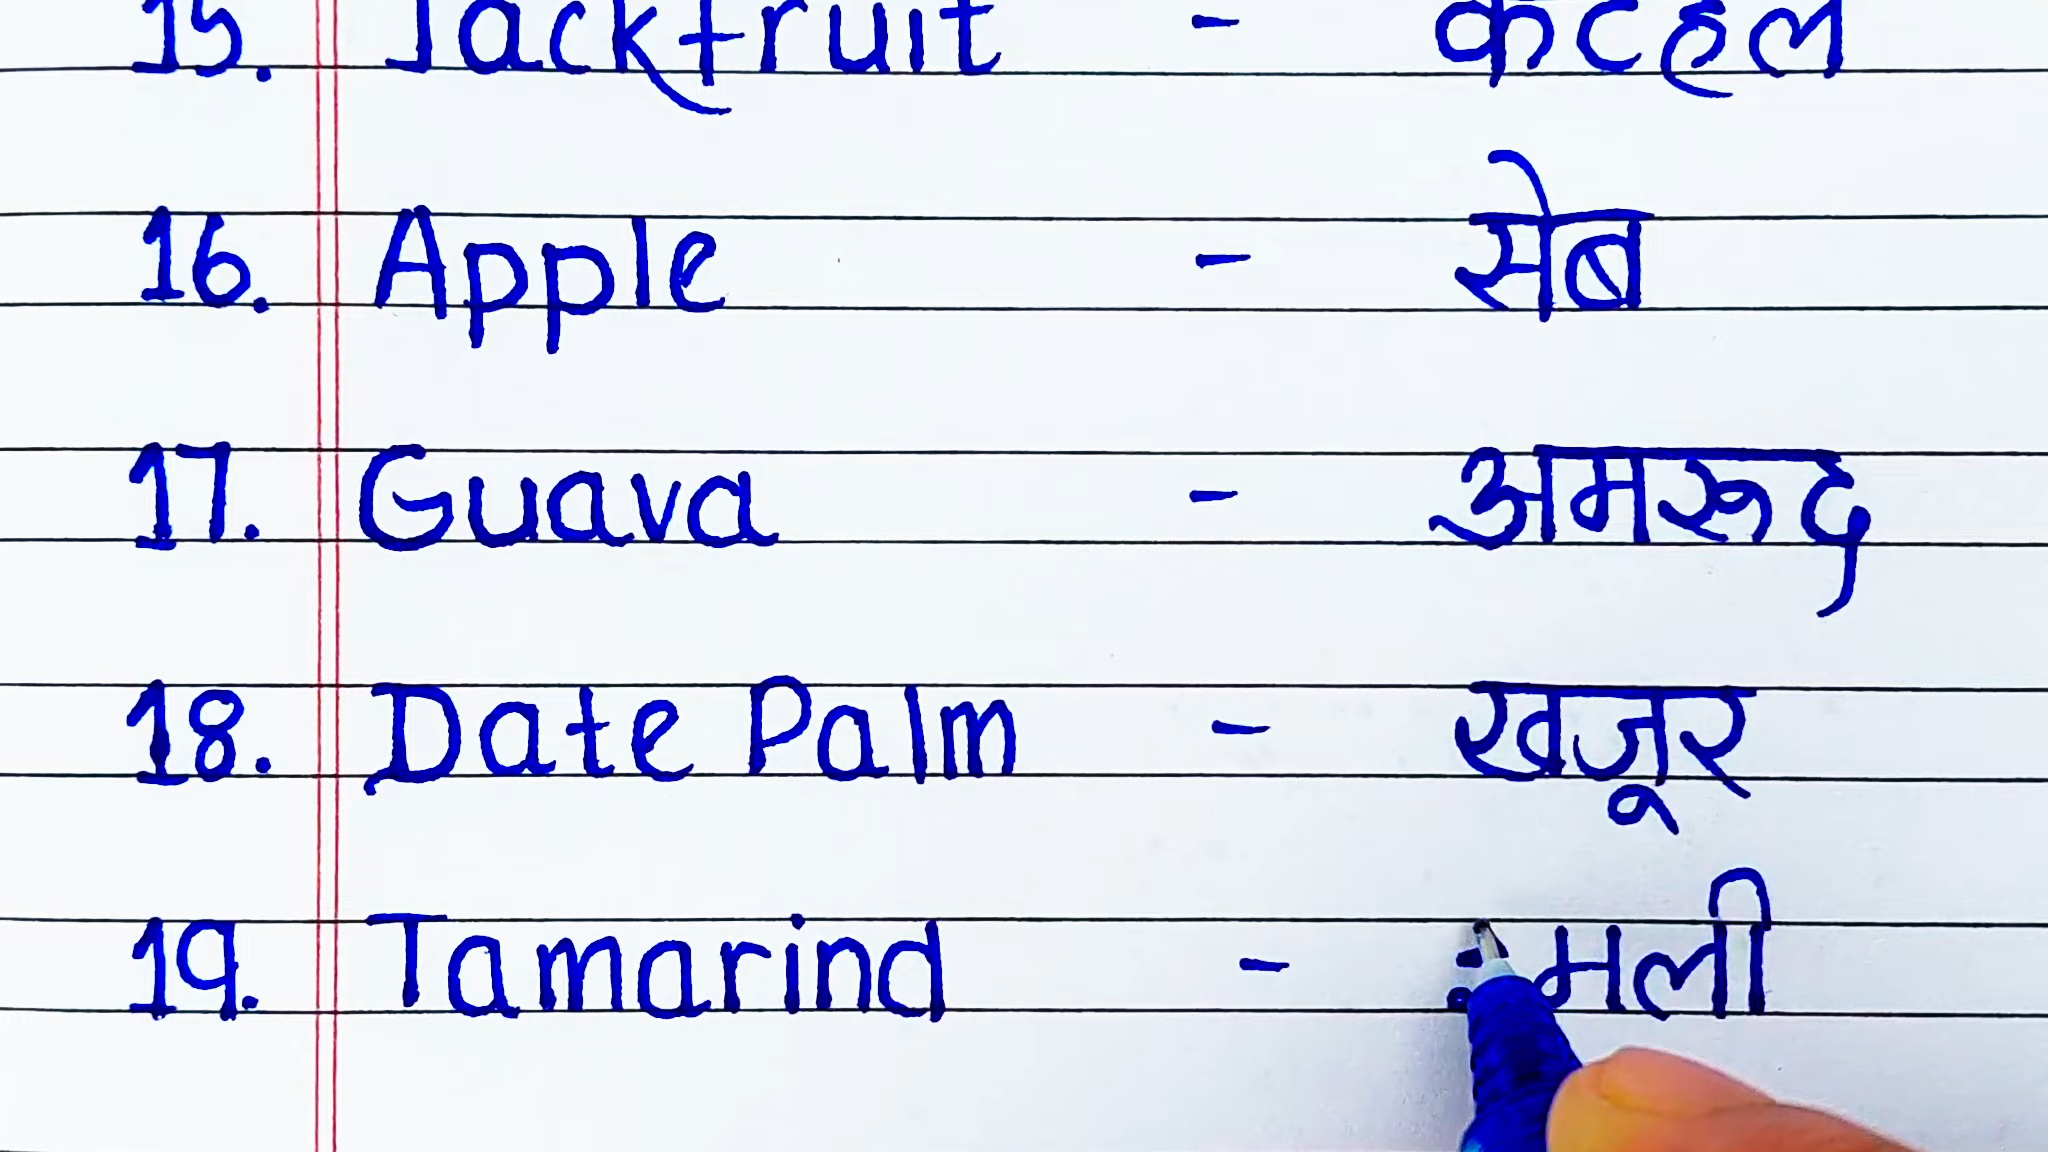 15. Jackfruit - कटहल
16. Apple - सेब
17. Guava - अमरूद
18. Date Palm - खजूर
19. Tamarind -